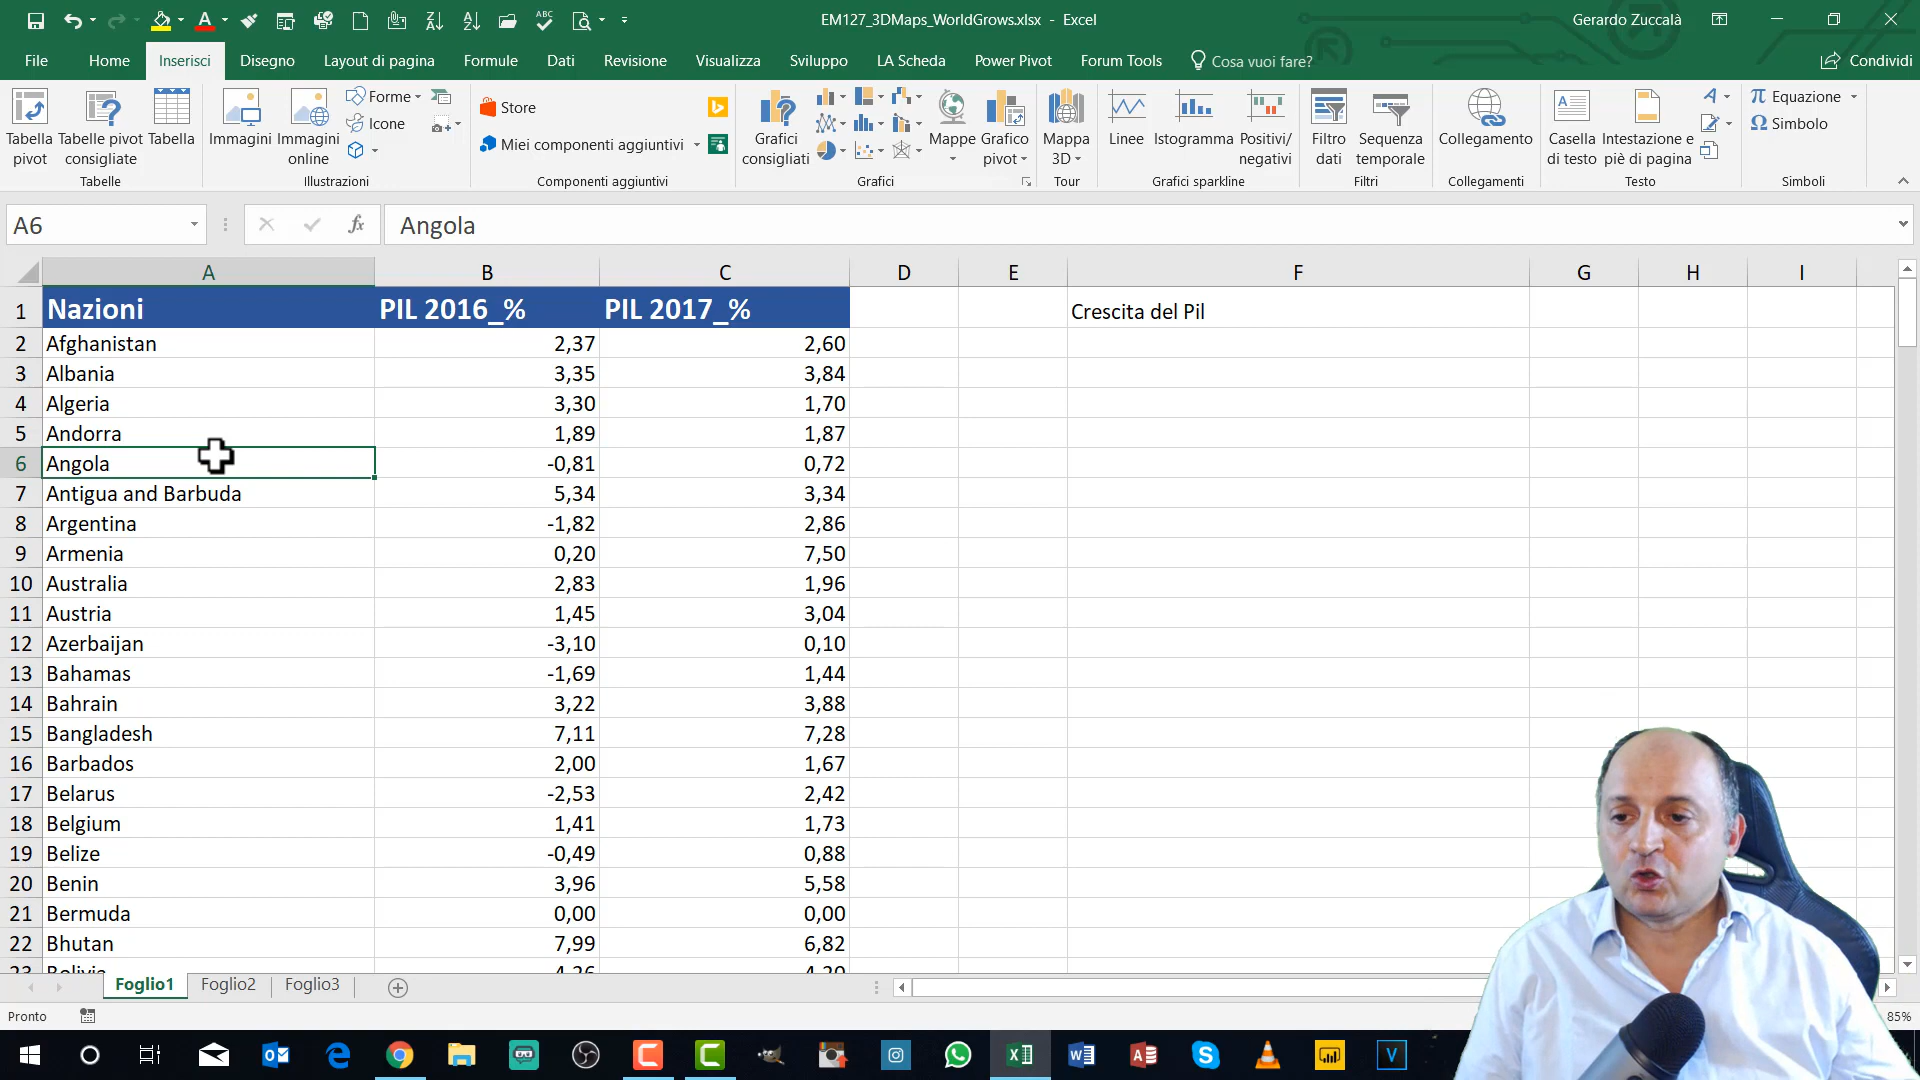 EM127_3DMaps_WorldGrows.xlsx - Excel
Gerardo Zuccalà
File Home Inserisci Disegno Layout di pagina Formule Dati Revisione Visualizza Sviluppo LA Scheda Power Pivot Forum Tools Cosa vuoi fare? Condividi
Tabella pivot
Tabelle pivot consigliate
Tabella
Tabelle
Immagini
Immagini online
Forme
Icone
Illustrazioni
Store
Miei componenti aggiuntivi
Componenti aggiuntivi
Grafici consigliati
Mappe
Grafico pivot
Grafici
Mappa 3D
Tour
Linee
Istogramma
Positivi/ negativi
Grafici sparkline
Filtro dati
Sequenza temporale
Filtri
Collegamento
Collegamenti
Casella di testo
Intestazione e piè di pagina
Testo
Equazione
Simbolo
Simboli
A6 fx Angola
A B C D E F G H I
1 Nazioni PIL 2016_% PIL 2017_% Crescita del Pil
2 Afghanistan 2,37 2,60
3 Albania 3,35 3,84
4 Algeria 3,30 1,70
5 Andorra 1,89 1,87
6 Angola -0,81 0,72
7 Antigua and Barbuda 5,34 3,34
8 Argentina -1,82 2,86
9 Armenia 0,20 7,50
10 Australia 2,83 1,96
11 Austria 1,45 3,04
12 Azerbaijan -3,10 0,10
13 Bahamas -1,69 1,44
14 Bahrain 3,22 3,88
15 Bangladesh 7,11 7,28
16 Barbados 2,00 1,67
17 Belarus -2,53 2,42
18 Belgium 1,41 1,73
19 Belize -0,49 0,88
20 Benin 3,96 5,58
21 Bermuda 0,00 0,00
22 Bhutan 7,99 6,82
23 Bolivia 4,26 4,20
Foglio1 Foglio2 Foglio3
Pronto 85%